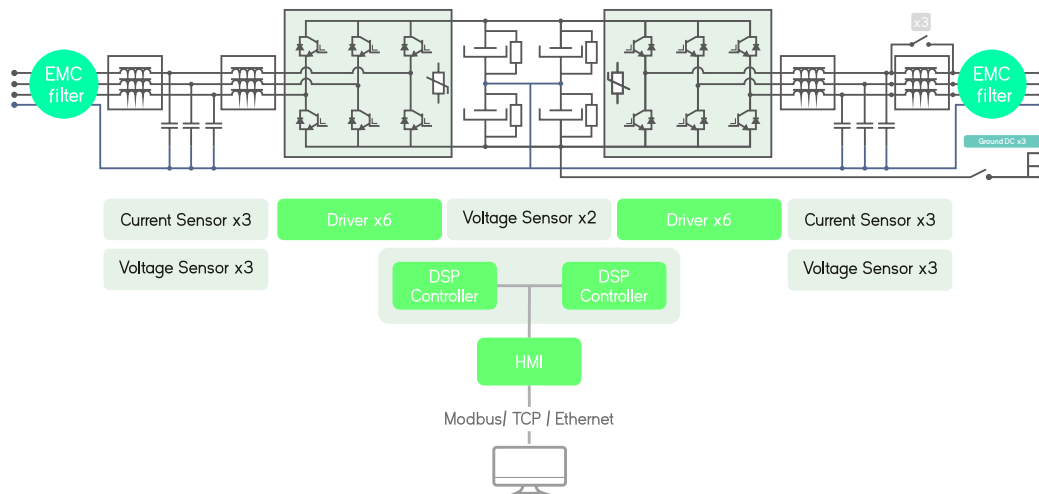 x3
EMC
filter
EMC
filter
Ground DC x3
Current Sensor x3
Driver x6
Voltage Sensor x2
Driver x6
Current Sensor x3
Voltage Sensor x3
Voltage Sensor x3
DSP
Controller
DSP
Controller
HMI
Modbus/ TCP / Ethernet